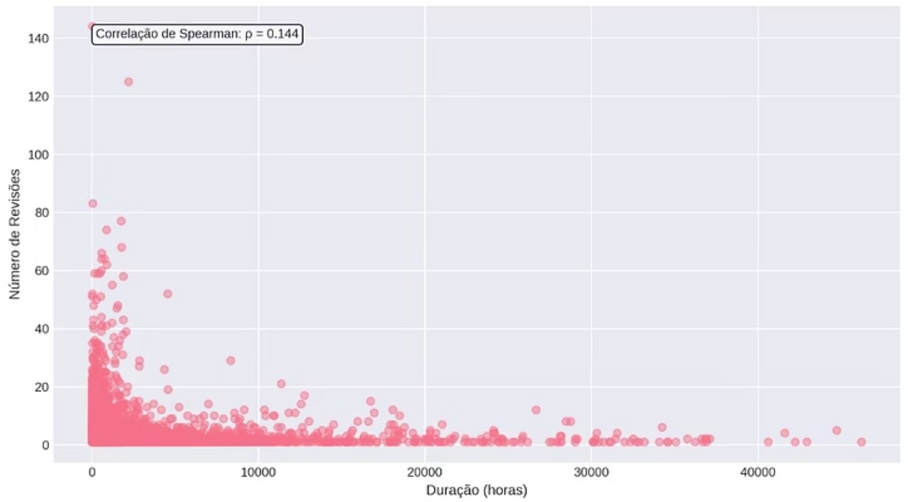 140
Correlação de Spearman: ρ = 0.144
120
100
80
60
40
20
0
Número de Revisões
0 10000 20000 30000 40000
Duração (horas)